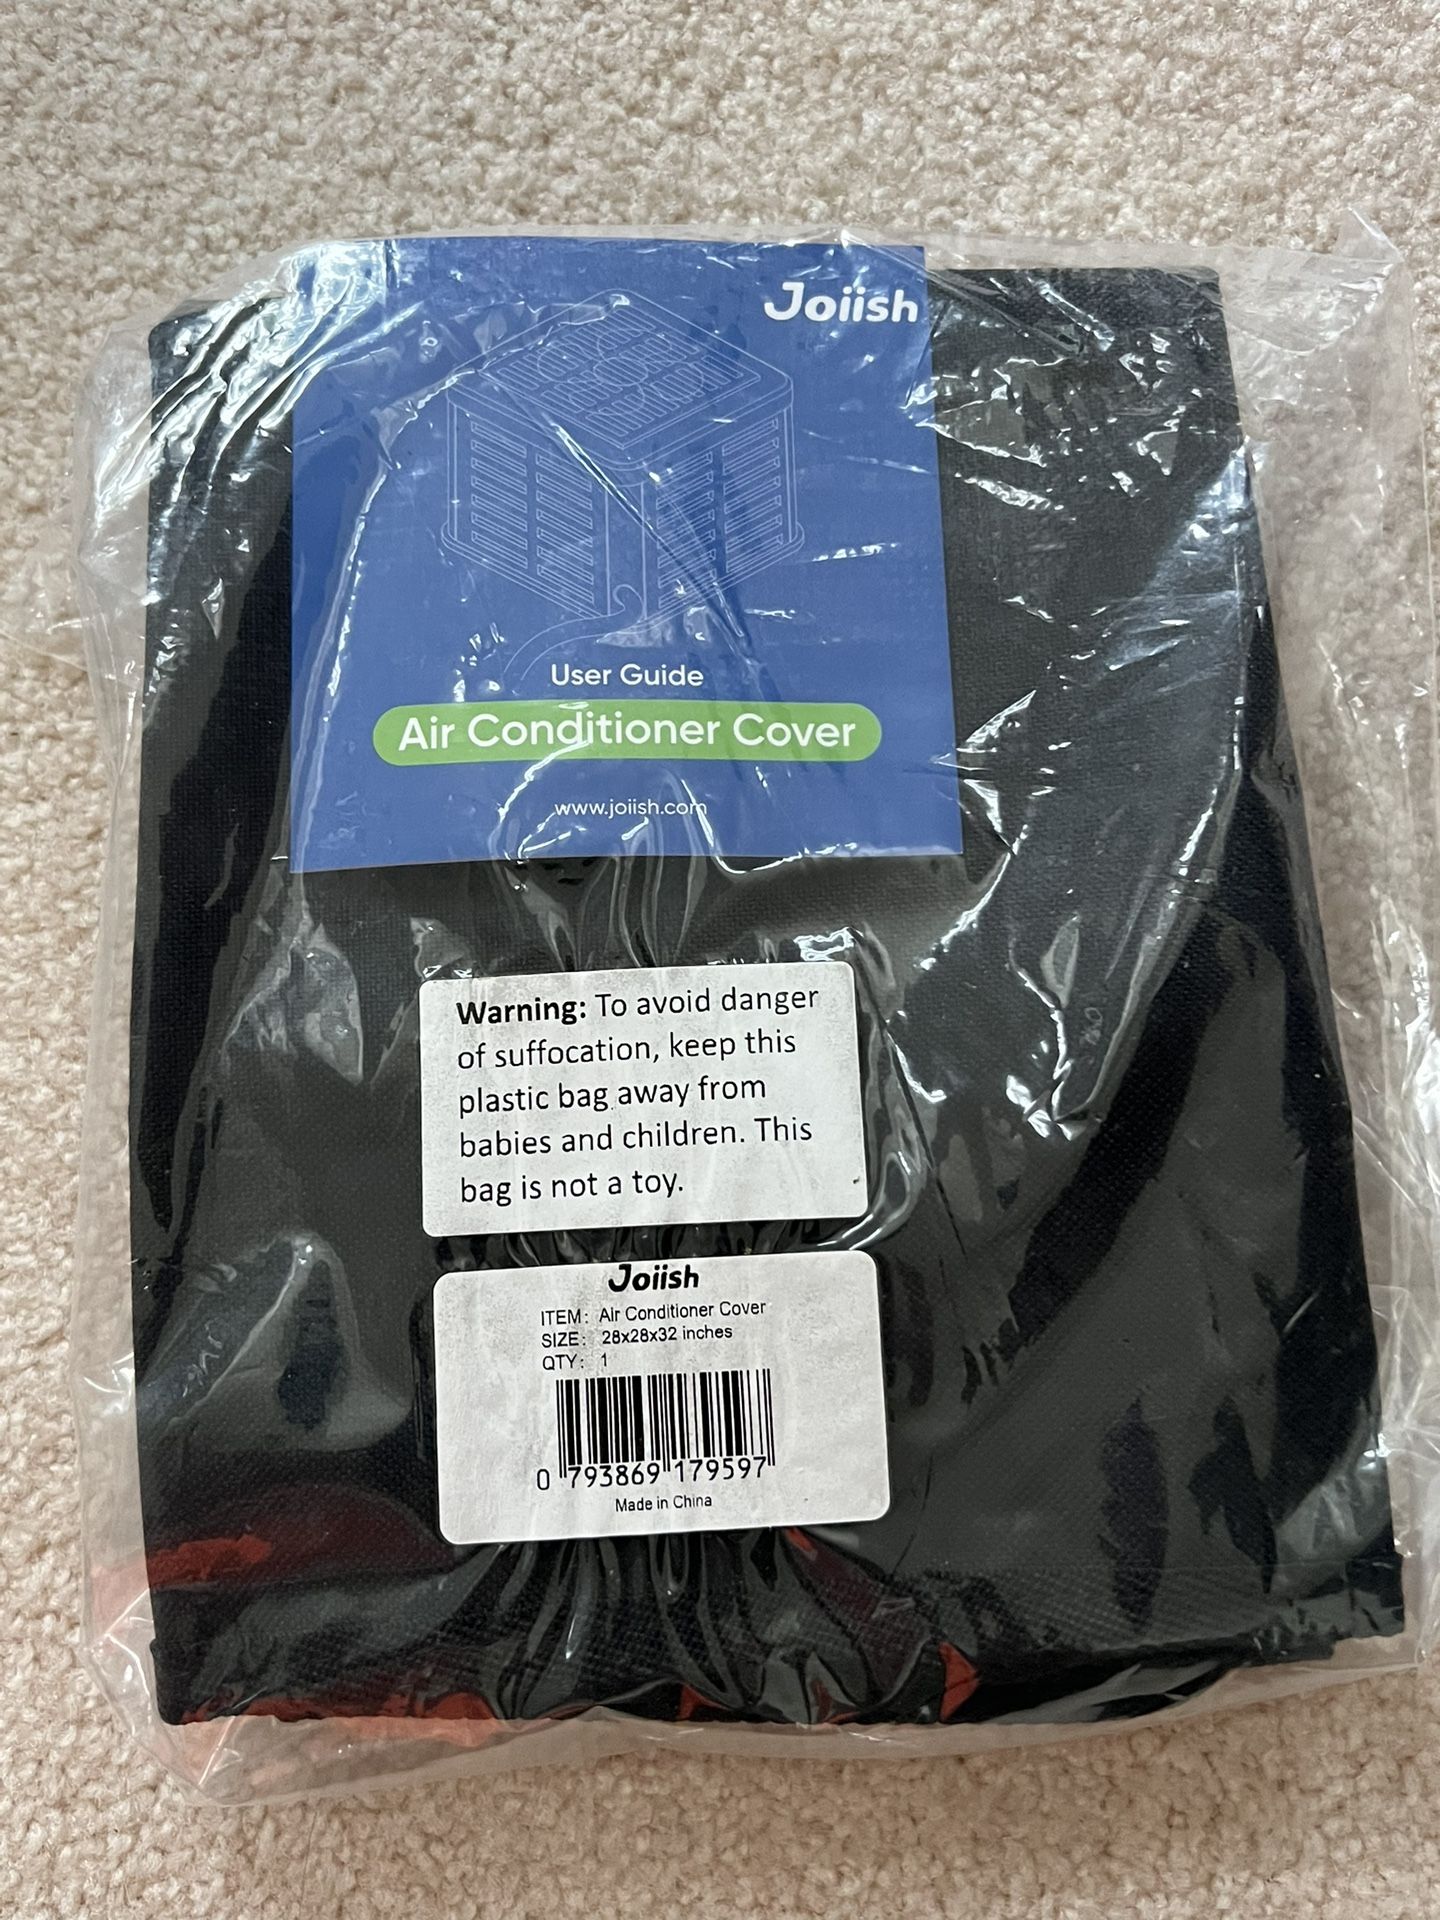 Joiish
User Guide
Air Conditioner Cover
www.joiish.com
Warning: To avoid danger
of suffocation, keep this
plastic bag away from
babies and children. This
bag is not a toy.
Joiish
ITEM: Air Conditioner Cover
SIZE: 28x28x32 inches
QTY: 1
0 793869 179597
Made in China